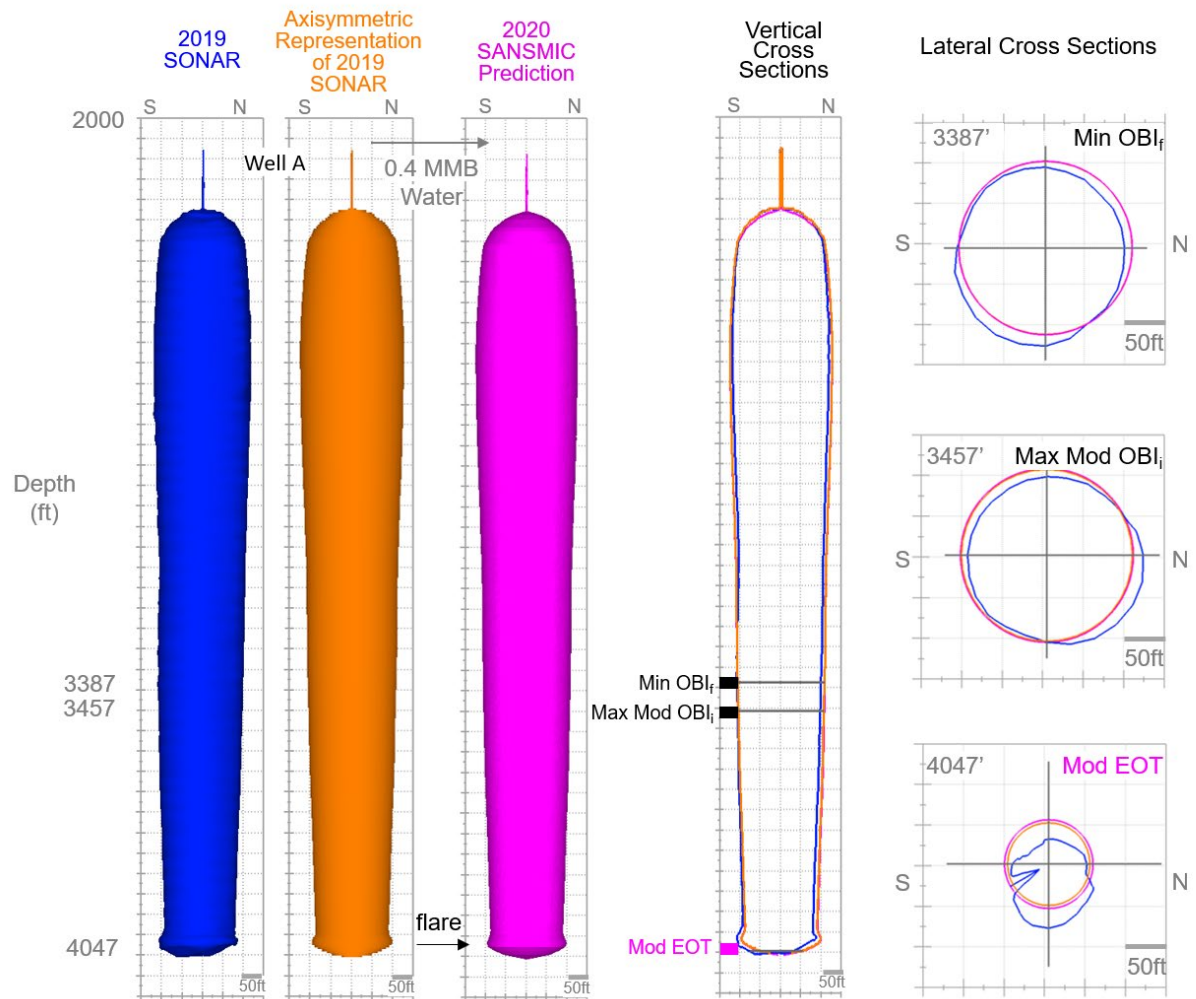 2019
SONAR
Axisymmetric
Representation
of 2019
SONAR
2020
SANSMIC
Prediction
Vertical
Cross
Sections
Lateral Cross Sections
S N
S N
S N
S N
2000
Well A
0.4 MMB
Water
Depth
(ft)
3387
3457
4047
flare
50ft
50ft
50ft
50ft
Min OBIf
Max Mod OBIi
Mod EOT
3387’ Min OBIf
S N
50ft
3457’ Max Mod OBIi
S N
50ft
4047’ Mod EOT
S N
50ft